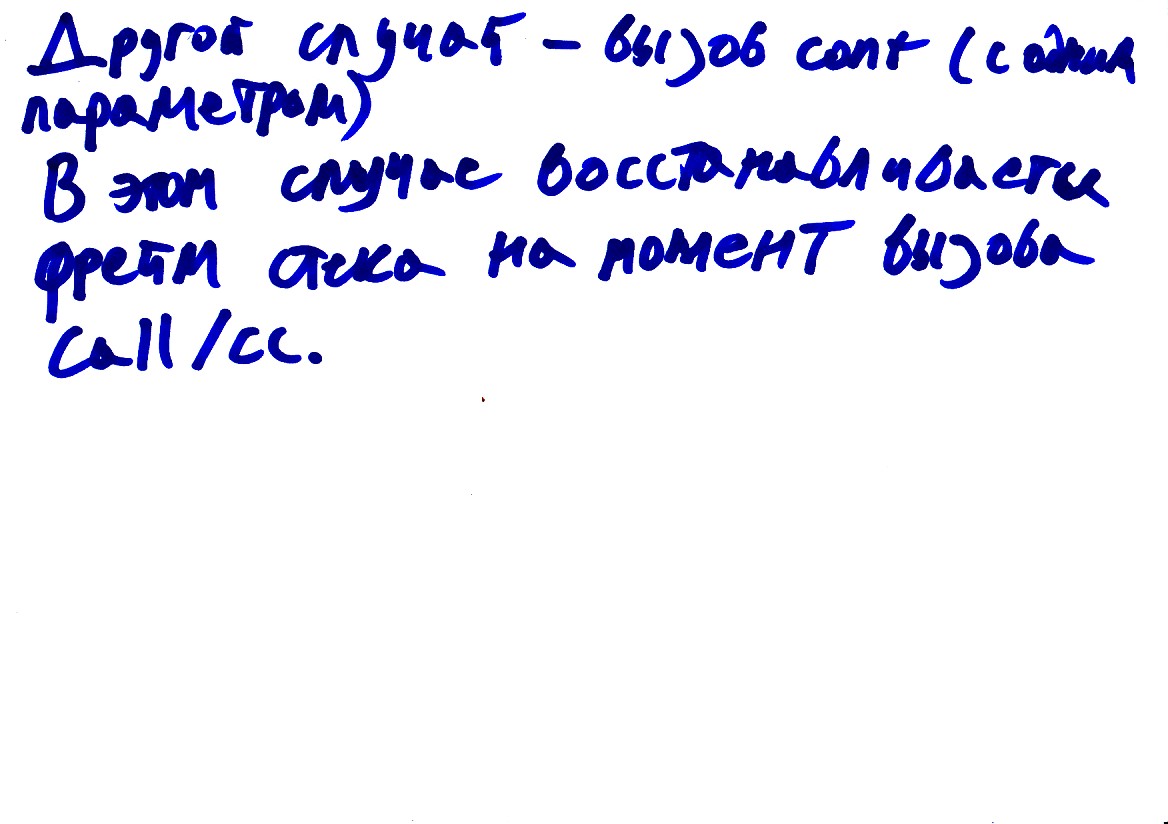 Другой случай – вызов cont (с одним
параметром)
В этом случае восстанавливается
фрейм стека на момент вызова
call/cc.